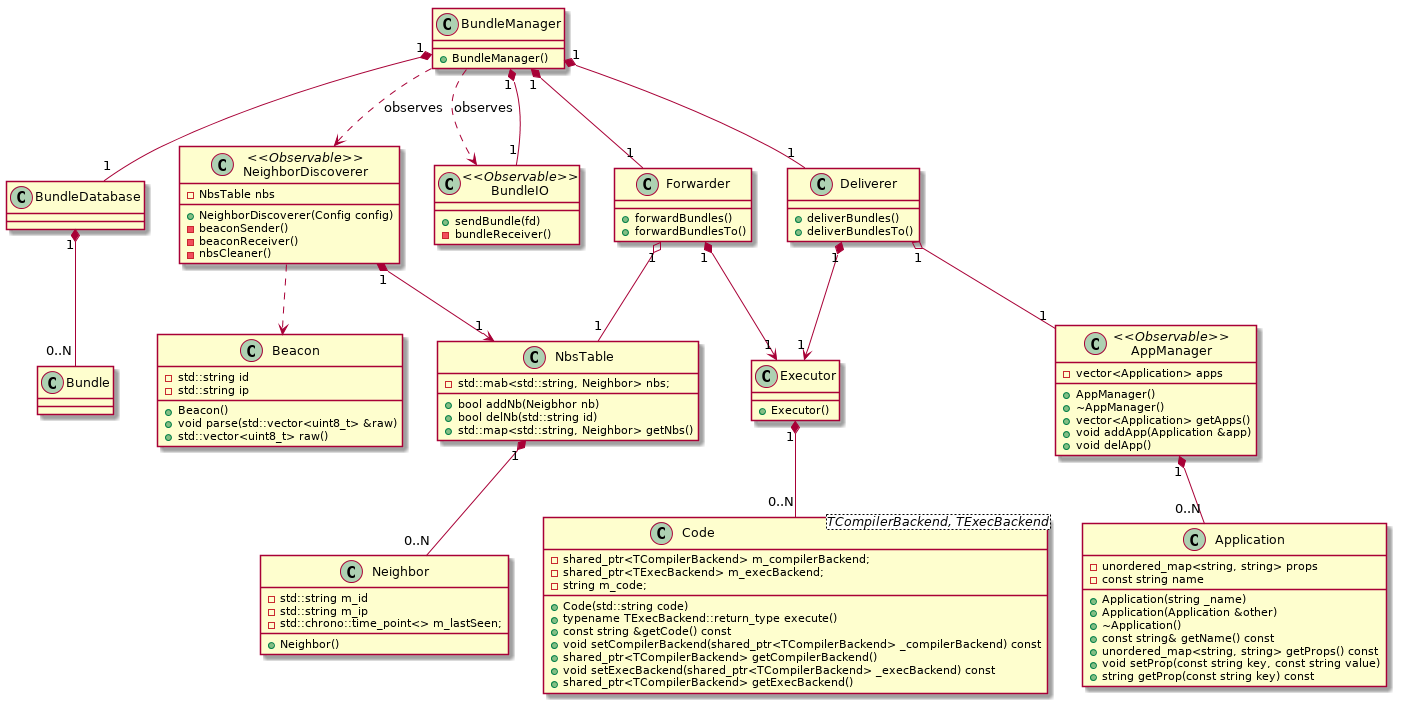 C BundleManager
BundleManager()
1
1
1
1
1
observes
observes
1
1
1
1
C BundleDatabase
C <<Observable>>
NeighborDiscoverer
NbsTable nbs
NeighborDiscoverer(Config config)
beaconSender()
beaconReceiver()
nbsCleaner()
C <<Observable>>
BundleIO
sendBundle(fd)
bundleReceiver()
C Forwarder
forwardBundles()
forwardBundlesTo()
C Deliverer
deliverBundles()
deliverBundlesTo()
1
1
1
1
1
1
0..N
1
1
1
1
1
C Bundle
C Beacon
std::string id
std::string ip
Beacon()
void parse(std::vector<uint8_t> &raw)
std::vector<uint8_t> raw()
C NbsTable
std::mab<std::string, Neighbor> nbs;
bool addNb(Neigbhor nb)
bool delNb(std::string id)
std::map<std::string, Neighbor> getNbs()
C Executor
Executor()
C <<Observable>>
AppManager
vector<Application> apps
AppManager()
~AppManager()
vector<Application> getApps()
void addApp(Application &app)
void delApp()
1
1
1
0..N
0..N
0..N
C Neighbor
std::string m_id
std::string m_ip
std::chrono::time_point<> m_lastSeen;
Neighbor()
C Code
TCompilerBackend, TExecBackend
shared_ptr<TCompilerBackend> m_compilerBackend;
shared_ptr<TExecBackend> m_execBackend;
string m_code;
Code(std::string code)
typename TExecBackend::return_type execute()
const string &getCode() const
void setCompilerBackend(shared_ptr<TCompilerBackend> _compilerBackend) const
shared_ptr<TCompilerBackend> getCompilerBackend()
void setExecBackend(shared_ptr<TCompilerBackend> _execBackend) const
shared_ptr<TCompilerBackend> getExecBackend()
C Application
unordered_map<string, string> props
const string name
Application(string _name)
Application(Application &other)
~Application()
const string& getName() const
unordered_map<string, string> getProps() const
void setProp(const string key, const string value)
string getProp(const string key) const